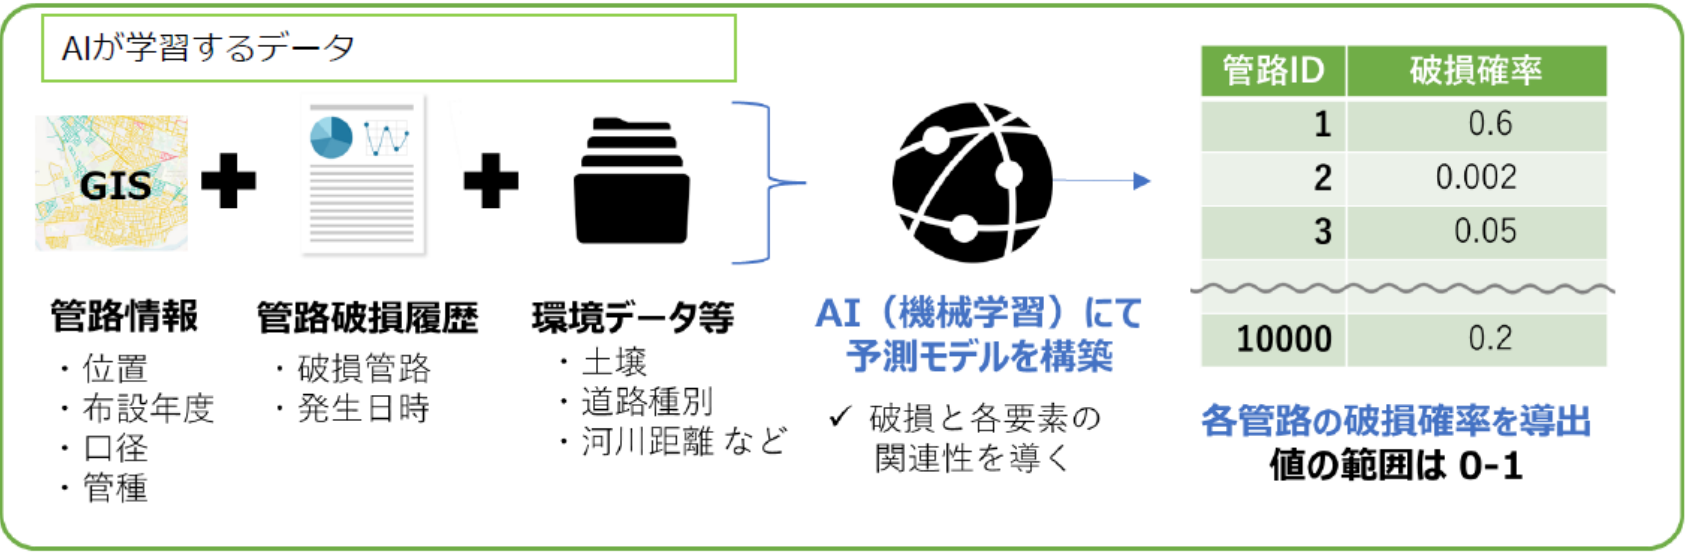 AIが学習するデータ
GIS
管路情報
・位置
・布設年度
・口径
・管種
管路破損履歴
・破損管路
・発生日時
環境データ等
・土壌
・道路種別
・河川距離 など
AI（機械学習）にて
予測モデルを構築
✓ 破損と各要素の
関連性を導く
管路ID 破損確率
1 0.6
2 0.002
3 0.05
10000 0.2
各管路の破損確率を導出
値の範囲は 0-1